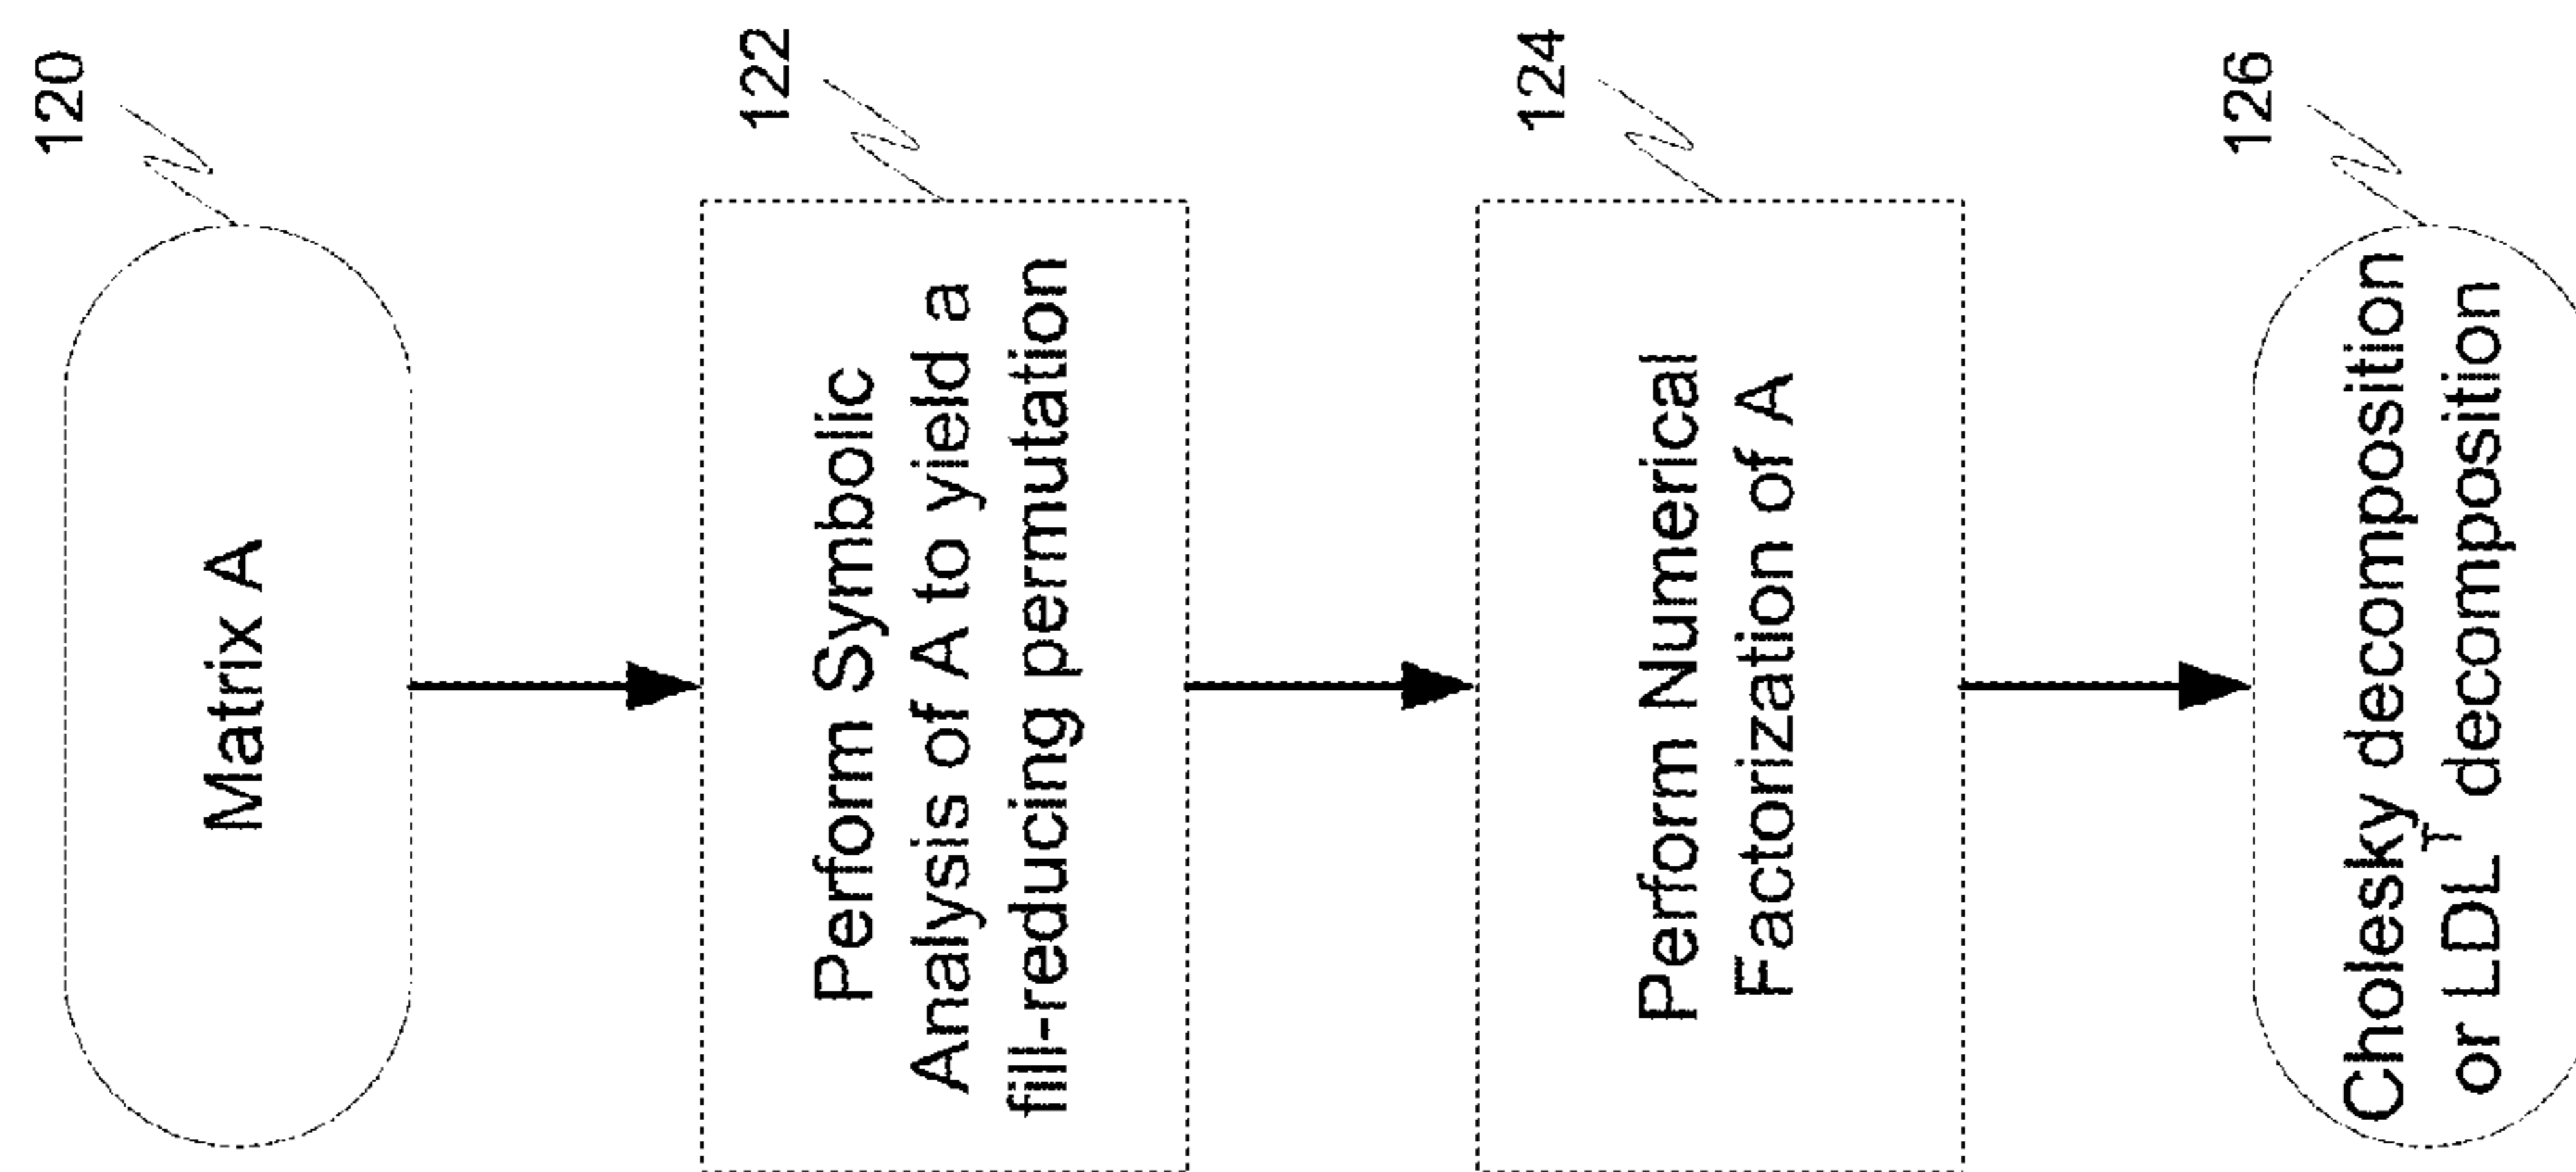 120
Matrix A
122
Perform Symbolic
Analysis of A to yield a
fill-reducing permutation
124
Perform Numerical
Factorization of A
126
Cholesky decomposition
or LDL^T decomposition